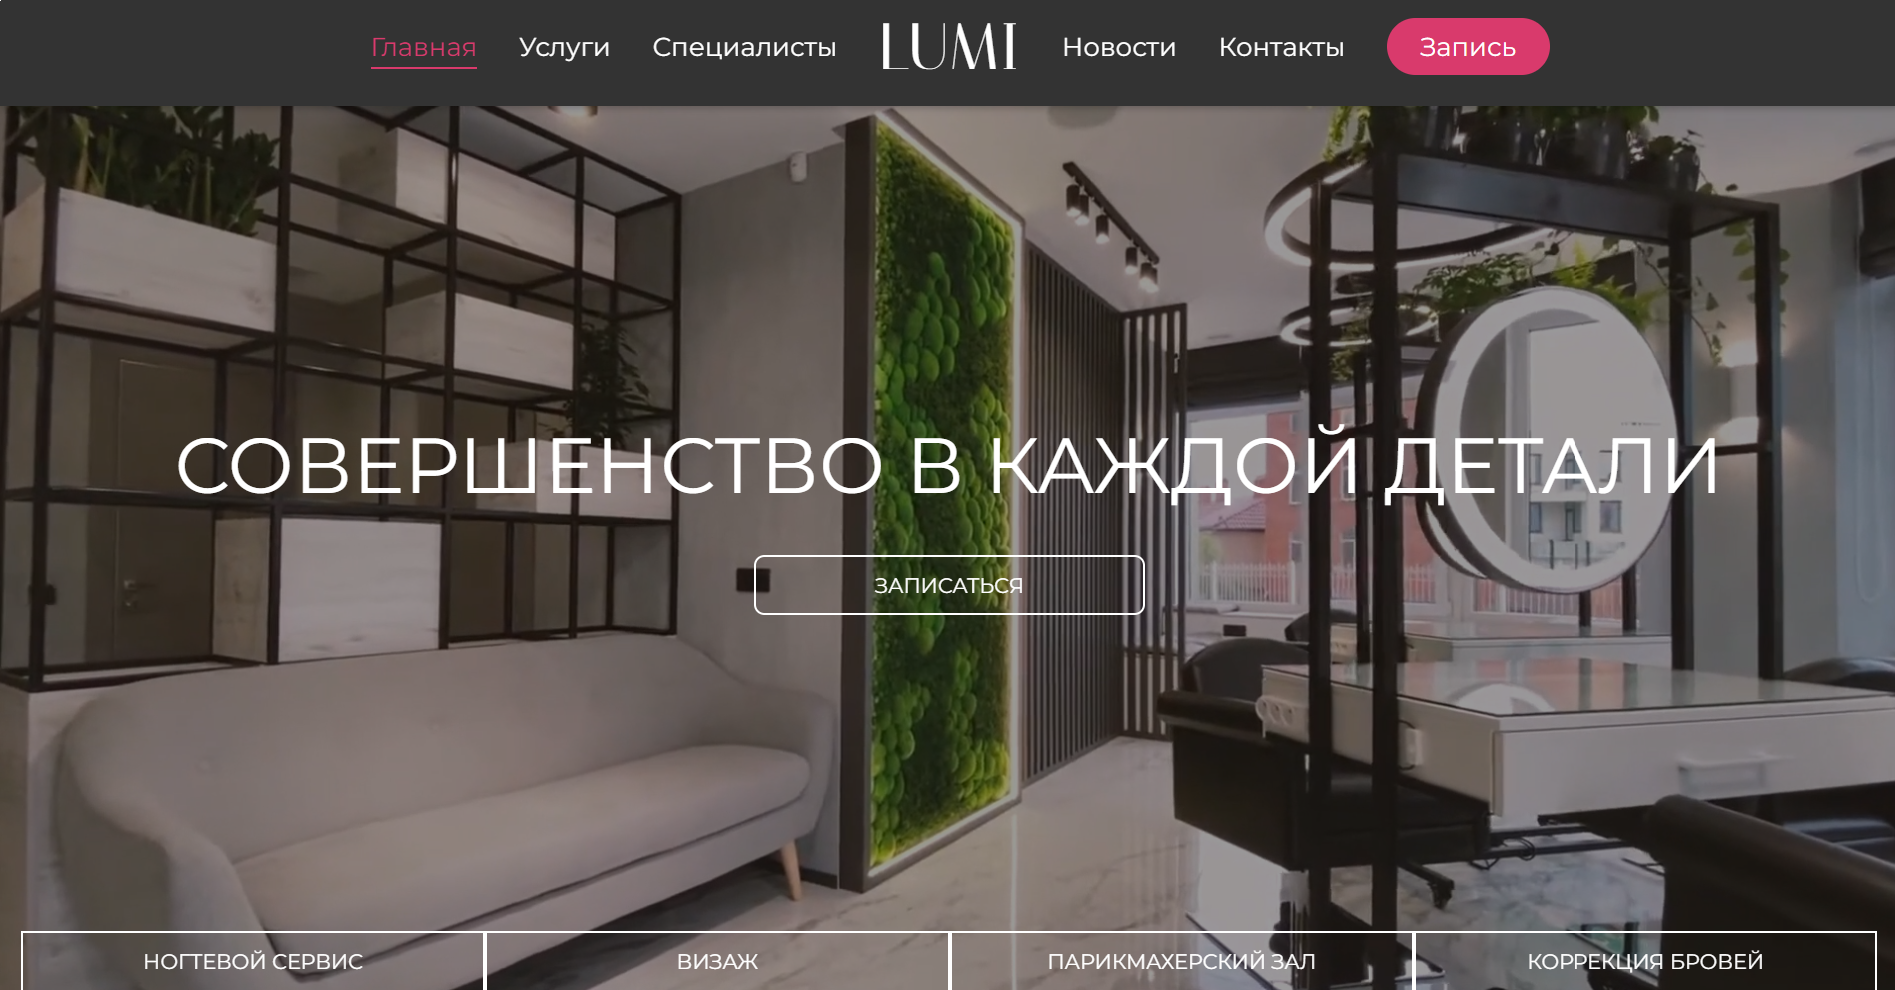 Главная Услуги Специалисты LUMI Новости Контакты Запись
СОВЕРШЕНСТВО В КАЖДОЙ ДЕТАЛИ
ЗАПИСАТЬСЯ
НОГТЕВОЙ СЕРВИС ВИЗАЖ ПАРИКМАХЕРСКИЙ ЗАЛ КОРРЕКЦИЯ БРОВЕЙ